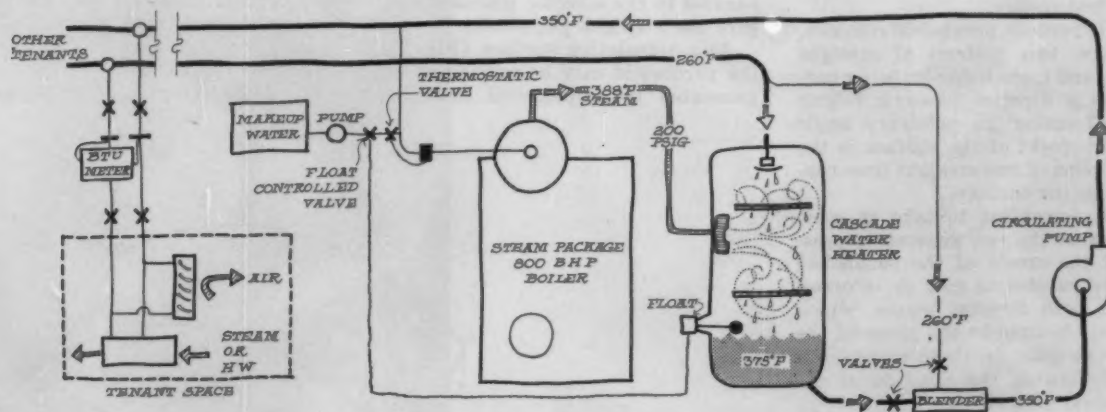 350°F
OTHER
TENANTS
260°F
THERMOSTATIC
VALVE
388°F
STEAM
MAKEUP
WATER
PUMP
BTU
METER
FLOAT
CONTROLLED
VALVE
200
PSIG
CASCADE
WATER
HEATER
CIRCULATING
PUMP
STEAM PACKAGE
800 BHP
BOILER
AIR
FLOAT
260°F
STEAM
OR
HW
375°F
VALVES
TENANT SPACE
BLENDER
350°F